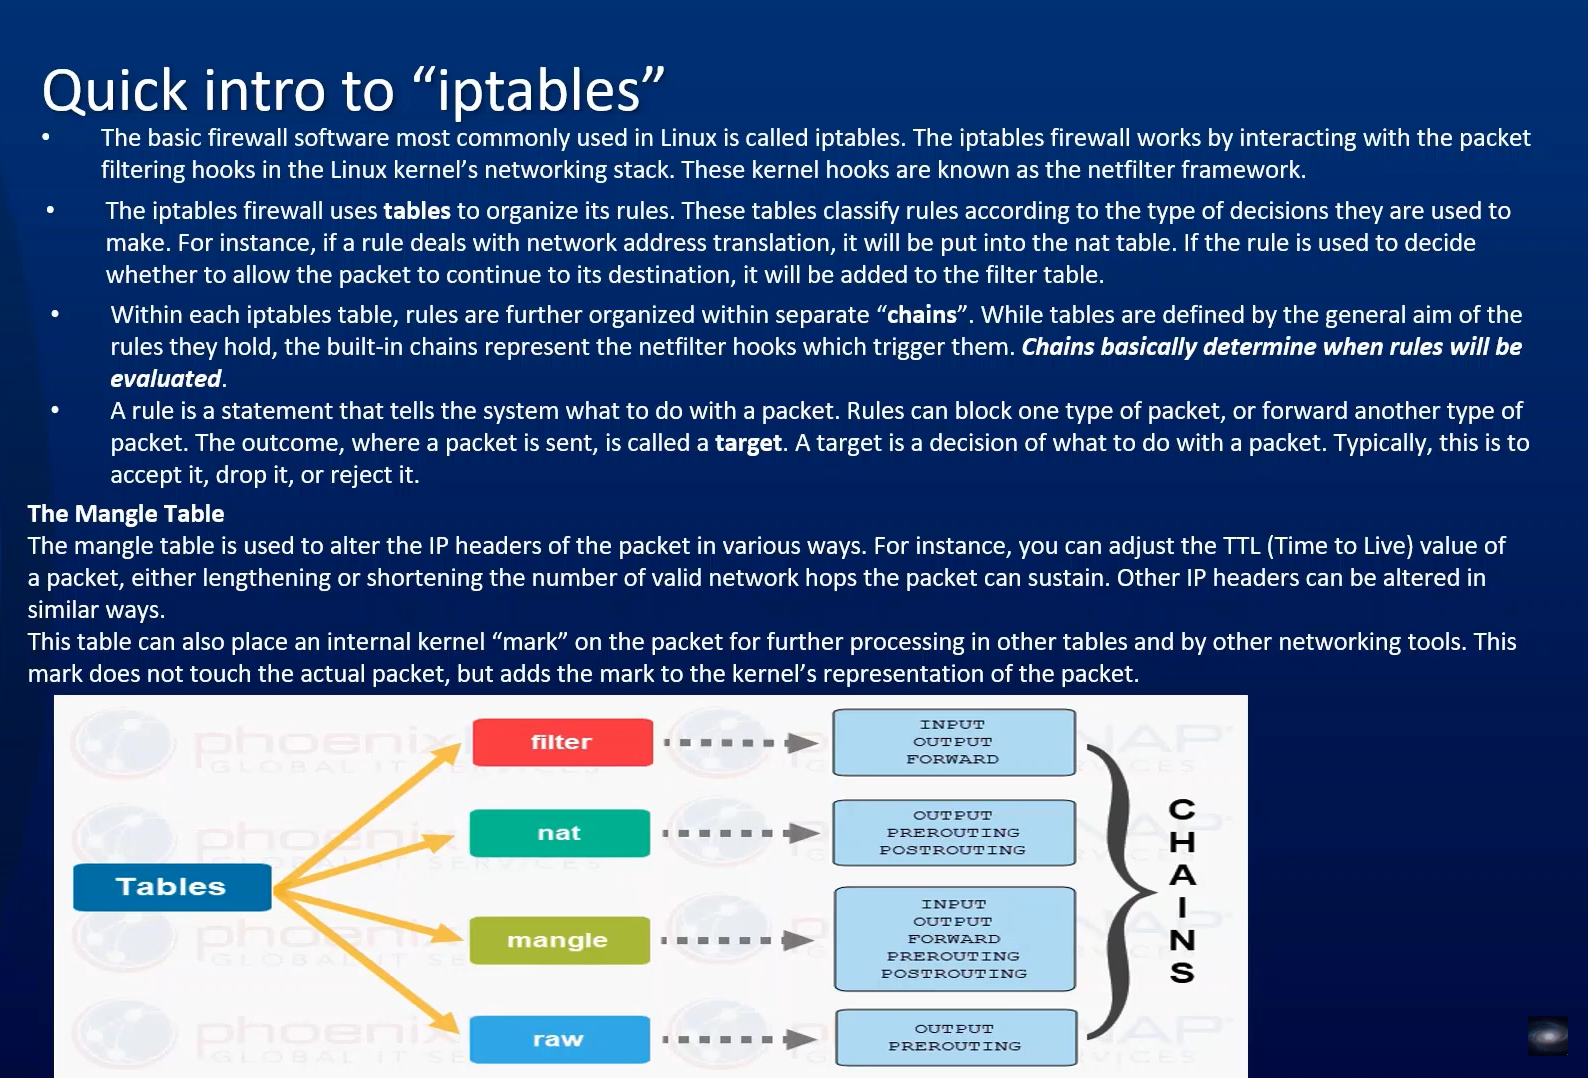 Quick intro to “iptables”
• The basic firewall software most commonly used in Linux is called iptables. The iptables firewall works by interacting with the packet
filtering hooks in the Linux kernel’s networking stack. These kernel hooks are known as the netfilter framework.
• The iptables firewall uses tables to organize its rules. These tables classify rules according to the type of decisions they are used to
make. For instance, if a rule deals with network address translation, it will be put into the nat table. If the rule is used to decide
whether to allow the packet to continue to its destination, it will be added to the filter table.
• Within each iptables table, rules are further organized within separate “chains”. While tables are defined by the general aim of the
rules they hold, the built-in chains represent the netfilter hooks which trigger them. Chains basically determine when rules will be
evaluated.
• A rule is a statement that tells the system what to do with a packet. Rules can block one type of packet, or forward another type of
packet. The outcome, where a packet is sent, is called a target. A target is a decision of what to do with a packet. Typically, this is to
accept it, drop it, or reject it.
The Mangle Table
The mangle table is used to alter the IP headers of the packet in various ways. For instance, you can adjust the TTL (Time to Live) value of
a packet, either lengthening or shortening the number of valid network hops the packet can sustain. Other IP headers can be altered in
similar ways.
This table can also place an internal kernel “mark” on the packet for further processing in other tables and by other networking tools. This
mark does not touch the actual packet, but adds the mark to the kernel’s representation of the packet.
Tables
filter
INPUT
OUTPUT
FORWARD
nat
OUTPUT
PREROUTING
POSTROUTING
mangle
INPUT
OUTPUT
FORWARD
PREROUTING
POSTROUTING
raw
OUTPUT
PREROUTING
CHAINS